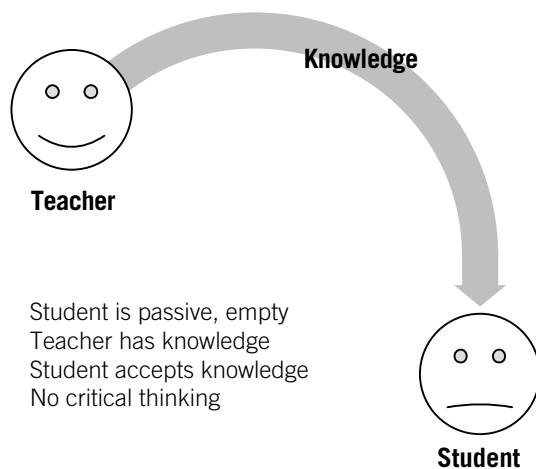 Knowledge
Teacher
Student is passive, empty
Teacher has knowledge
Student accepts knowledge
No critical thinking
Student